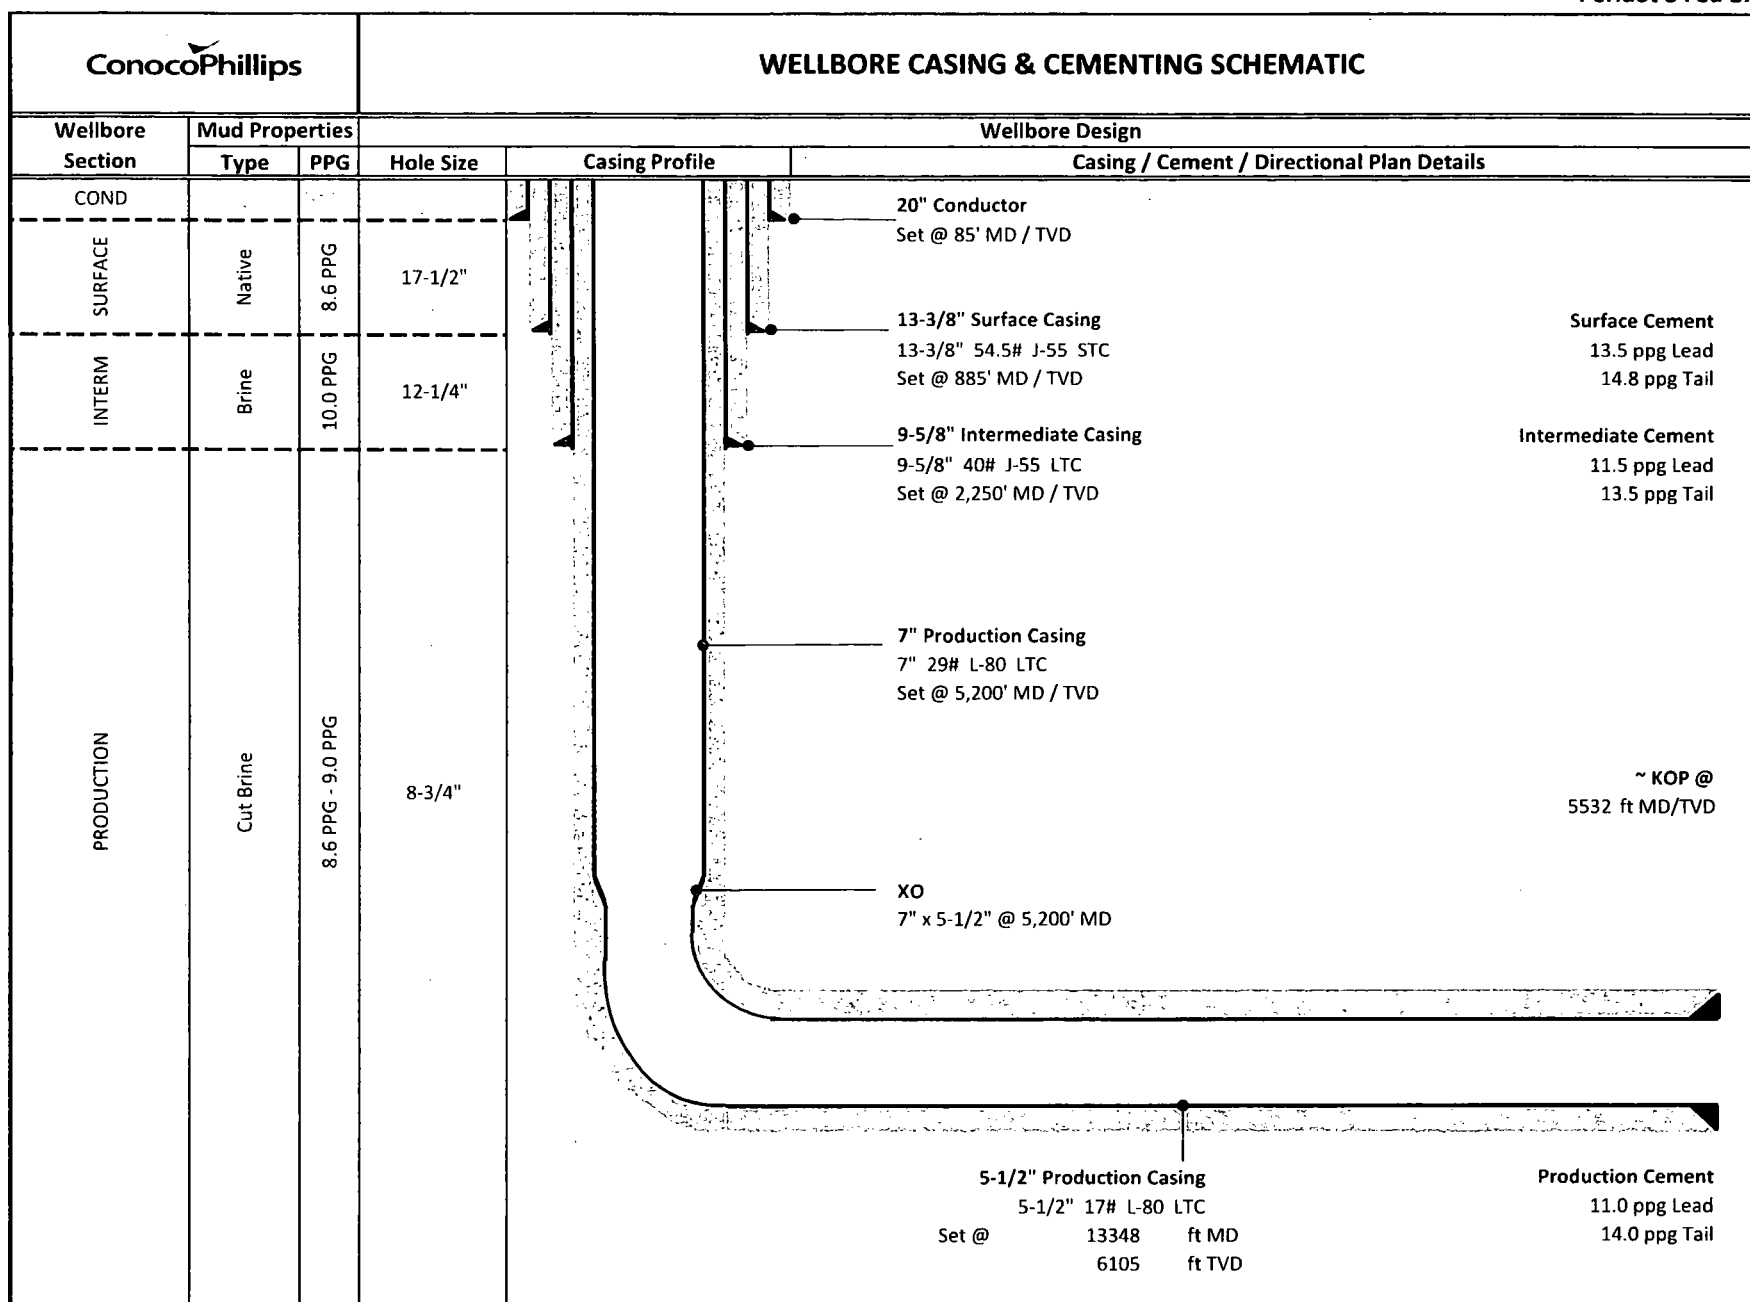 ConocoPhillips
WELLBORE CASING & CEMENTING SCHEMATIC
Wellbore Section
Mud Properties
Wellbore Design
Type
PPG
Hole Size
Casing Profile
Casing / Cement / Directional Plan Details
COND
20" Conductor
Set @ 85' MD / TVD
SURFACE
Native
8.6 PPG
17-1/2"
13-3/8" Surface Casing
13-3/8" 54.5# J-55 STC
Set @ 885' MD / TVD
Surface Cement
13.5 ppg Lead
14.8 ppg Tail
INTERM
Brine
10.0 PPG
12-1/4"
9-5/8" Intermediate Casing
9-5/8" 40# J-55 LTC
Set @ 2,250' MD / TVD
Intermediate Cement
11.5 ppg Lead
13.5 ppg Tail
PRODUCTION
Cut Brine
8.6 PPG - 9.0 PPG
8-3/4"
7" Production Casing
7" 29# L-80 LTC
Set @ 5,200' MD / TVD
~ KOP @
5532 ft MD/TVD
XO
7" x 5-1/2" @ 5,200' MD
5-1/2" Production Casing
5-1/2" 17# L-80 LTC
Set @ 13348 ft MD
6105 ft TVD
Production Cement
11.0 ppg Lead
14.0 ppg Tail